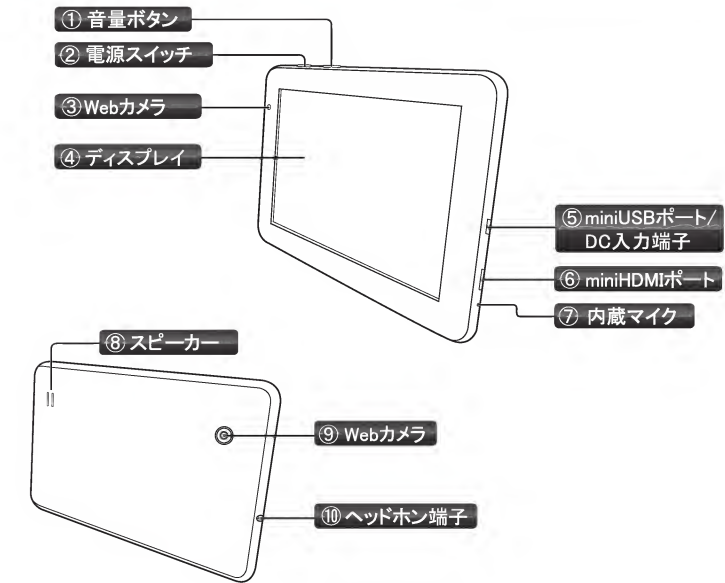 ① 音量ボタン
② 電源スイッチ
③Webカメラ
④ ディスプレイ
⑤miniUSBポート/
DC入力端子
⑥ miniHDMIポート
⑦ 内蔵マイク
⑧ スピーカー
⑨ Webカメラ
⑩ ヘッドホン端子